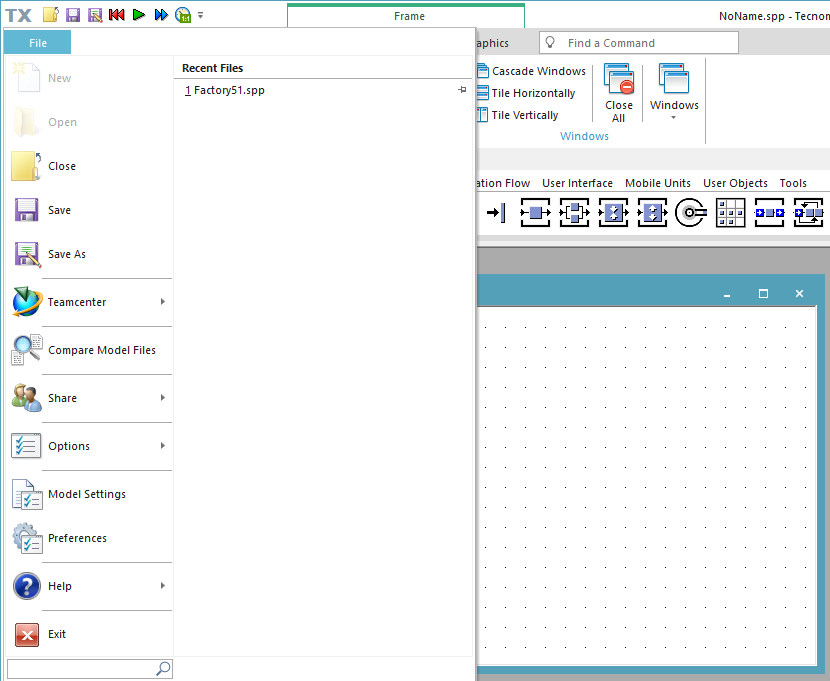 TX
Frame
NoName.spp - Tecnom
File
aphics
Find a Command
New
Open
Close
Save
Save As
Teamcenter
Compare Model Files
Share
Options
Model Settings
Preferences
Help
Exit
Recent Files
1 Factory51.spp
Cascade Windows
Tile Horizontally
Tile Vertically
Close
All
Windows
Windows
ation Flow User Interface Mobile Units User Objects Tools